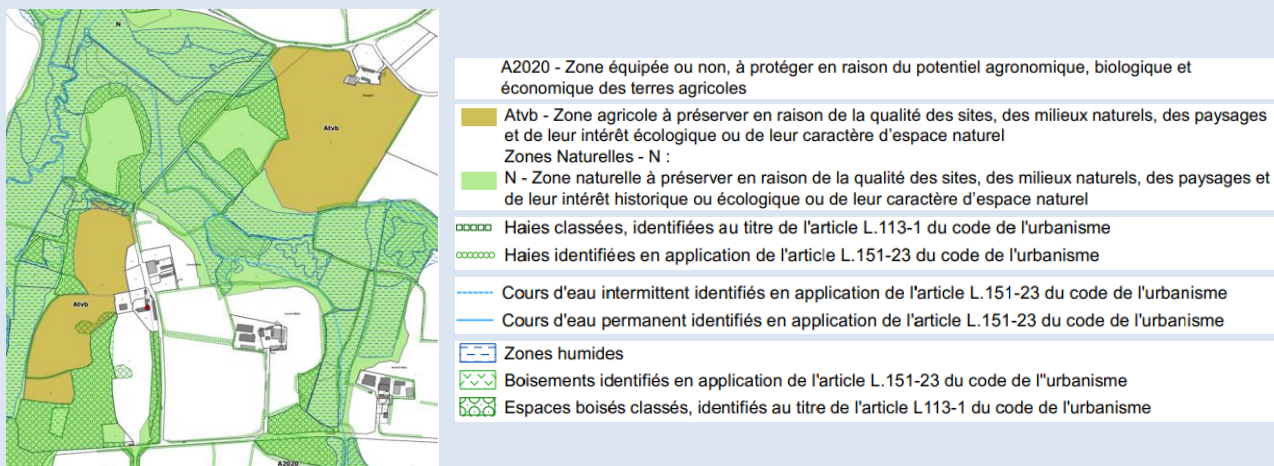 N
Atvb
Atvb
A2020
A2020 - Zone équipée ou non, à protéger en raison du potentiel agronomique, biologique et
économique des terres agricoles
Atvb - Zone agricole à préserver en raison de la qualité des sites, des milieux naturels, des paysages
et de leur intérêt écologique ou de leur caractère d'espace naturel
Zones Naturelles - N :
N - Zone naturelle à préserver en raison de la qualité des sites, des milieux naturels, des paysages et
de leur intérêt historique ou écologique ou de leur caractère d'espace naturel
Haies classées, identifiées au titre de l'article L.113-1 du code de l'urbanisme
Haies identifiées en application de l'article L.151-23 du code de l'urbanisme
Cours d'eau intermittent identifiés en application de l'article L.151-23 du code de l'urbanisme
Cours d'eau permanent identifiés en application de l'article L.151-23 du code de l'urbanisme
Zones humides
Boisements identifiés en application de l'article L.151-23 du code de l''urbanisme
Espaces boisés classés, identifiés au titre de l'article L113-1 du code de l'urbanisme